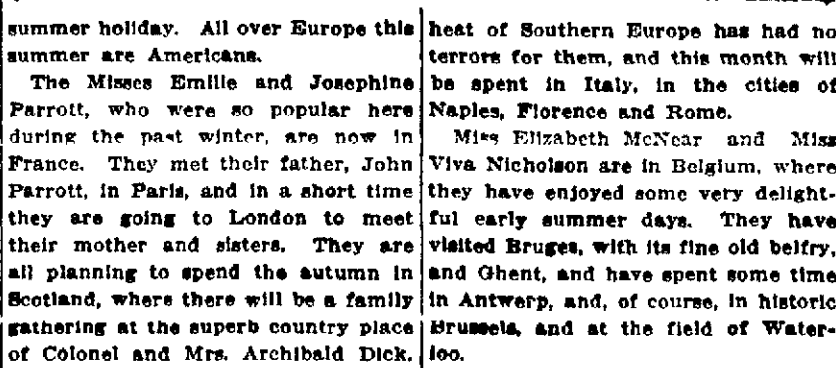 summer holiday. All over Europe this
summer are Americans.
The Misses Emilie and Josephine
Parrott, who were so popular here
during the past winter, are now in
France. They met their father, John
Parrott, in Paris, and in a short time
they are going to London to meet
their mother and sisters. They are
all planning to spend the autumn in
Scotland, where there will be a family
gathering at the superb country place
of Colonel and Mrs. Archibald Dick.
heat of Southern Europe has had no
terrors for them, and this month will
be spent in Italy, in the cities of
Naples, Florence and Rome.
Miss Elizabeth McNear and Miss
Viva Nicholson are in Belgium, where
they have enjoyed some very delight-
ful early summer days. They have
visited Bruges, with its fine old belfry,
and Ghent, and have spent some time
in Antwerp, and, of course, in historic
Brussels, and at the field of Water-
loo.